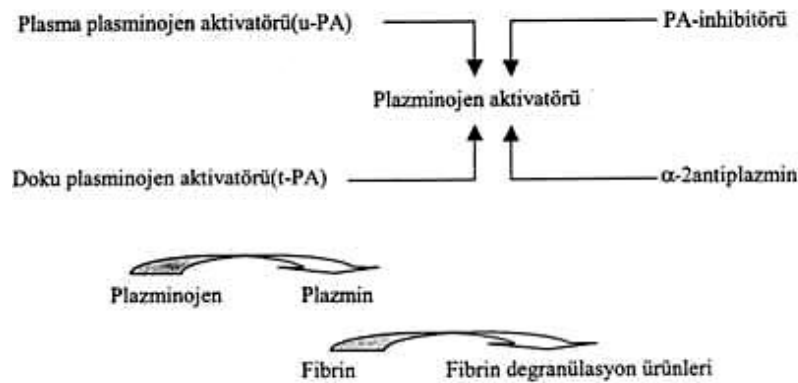 Plasma plasminojen aktivatörü(u-PA) PA-inhibitörü
Plazminojen aktivatörü
Doku plasminojen aktivatörü(t-PA) α-2antiplazmin
Plazminojen Plazmin
Fibrin Fibrin degranülasyon ürünleri